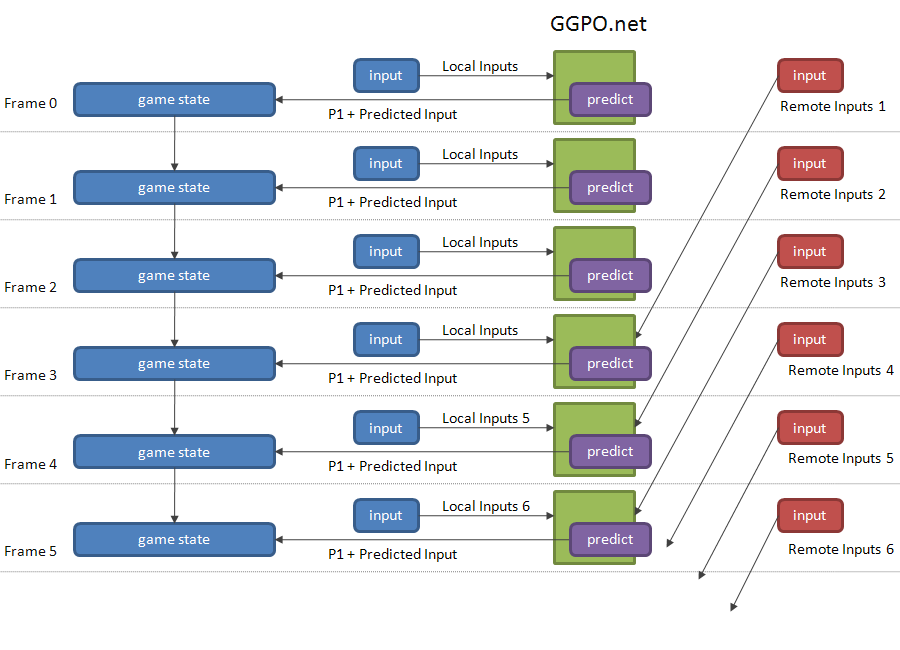 GGPO.net
input
Local Inputs
input
Frame 0
game state
predict
Remote Inputs 1
P1 + Predicted Input
input
Local Inputs
input
Frame 1
game state
predict
Remote Inputs 2
P1 + Predicted Input
input
Local Inputs
input
Frame 2
game state
predict
Remote Inputs 3
P1 + Predicted Input
input
Local Inputs
input
Frame 3
game state
predict
Remote Inputs 4
P1 + Predicted Input
input
Local Inputs 5
input
Frame 4
game state
predict
Remote Inputs 5
P1 + Predicted Input
input
Local Inputs 6
input
Frame 5
game state
predict
Remote Inputs 6
P1 + Predicted Input